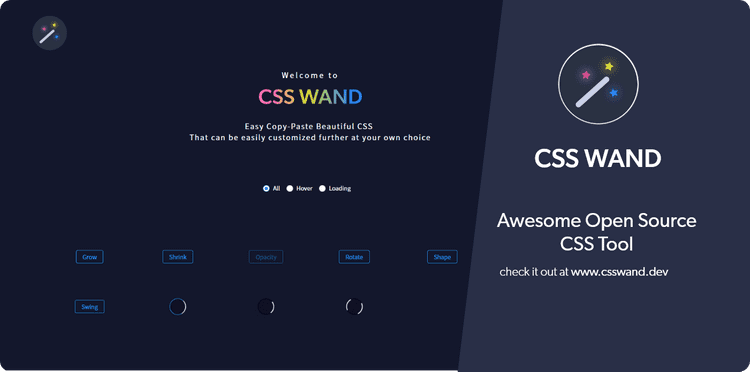 Welcome to
CSS WAND
Easy Copy-Paste Beautiful CSS
That can be easily customized further at your own choice
All Hover Loading
Grow Shrink Opacity Rotate Shape
Swing
CSS WAND
Awesome Open Source
CSS Tool
check it out at www.csswand.dev